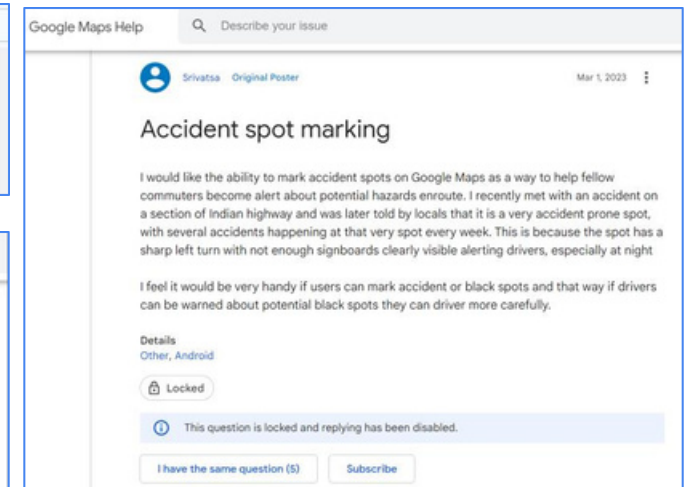 Google Maps Help
Describe your issue
Srivatsa Original Poster
Mar 1, 2023
Accident spot marking
I would like the ability to mark accident spots on Google Maps as a way to help fellow
commuters become alert about potential hazards enroute. I recently met with an accident on
a section of Indian highway and was later told by locals that it is a very accident prone spot,
with several accidents happening at that very spot every week. This is because the spot has a
sharp left turn with not enough signboards clearly visible alerting drivers, especially at night
I feel it would be very handy if users can mark accident or black spots and that way if drivers
can be warned about potential black spots they can driver more carefully.
Details
Other, Android
Locked
This question is locked and replying has been disabled.
I have the same question (5)
Subscribe